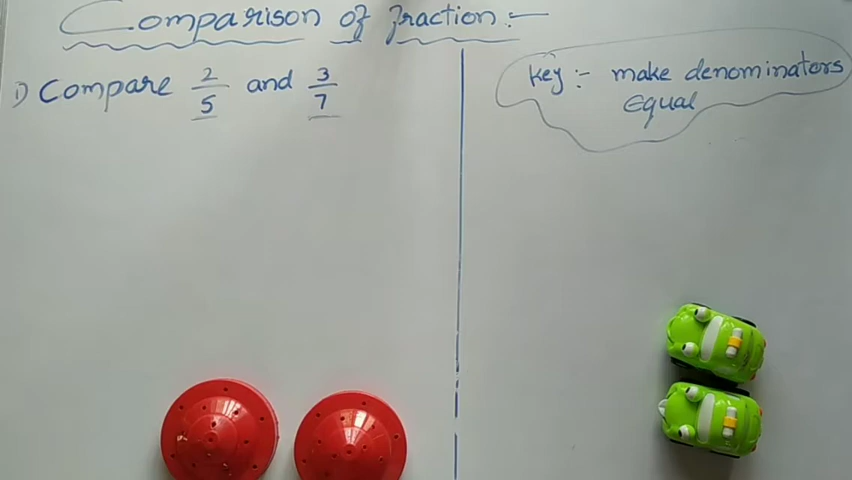 Comparison of fraction :-
1) Compare 2/5 and 3/7
Key :- make denominators
Equal